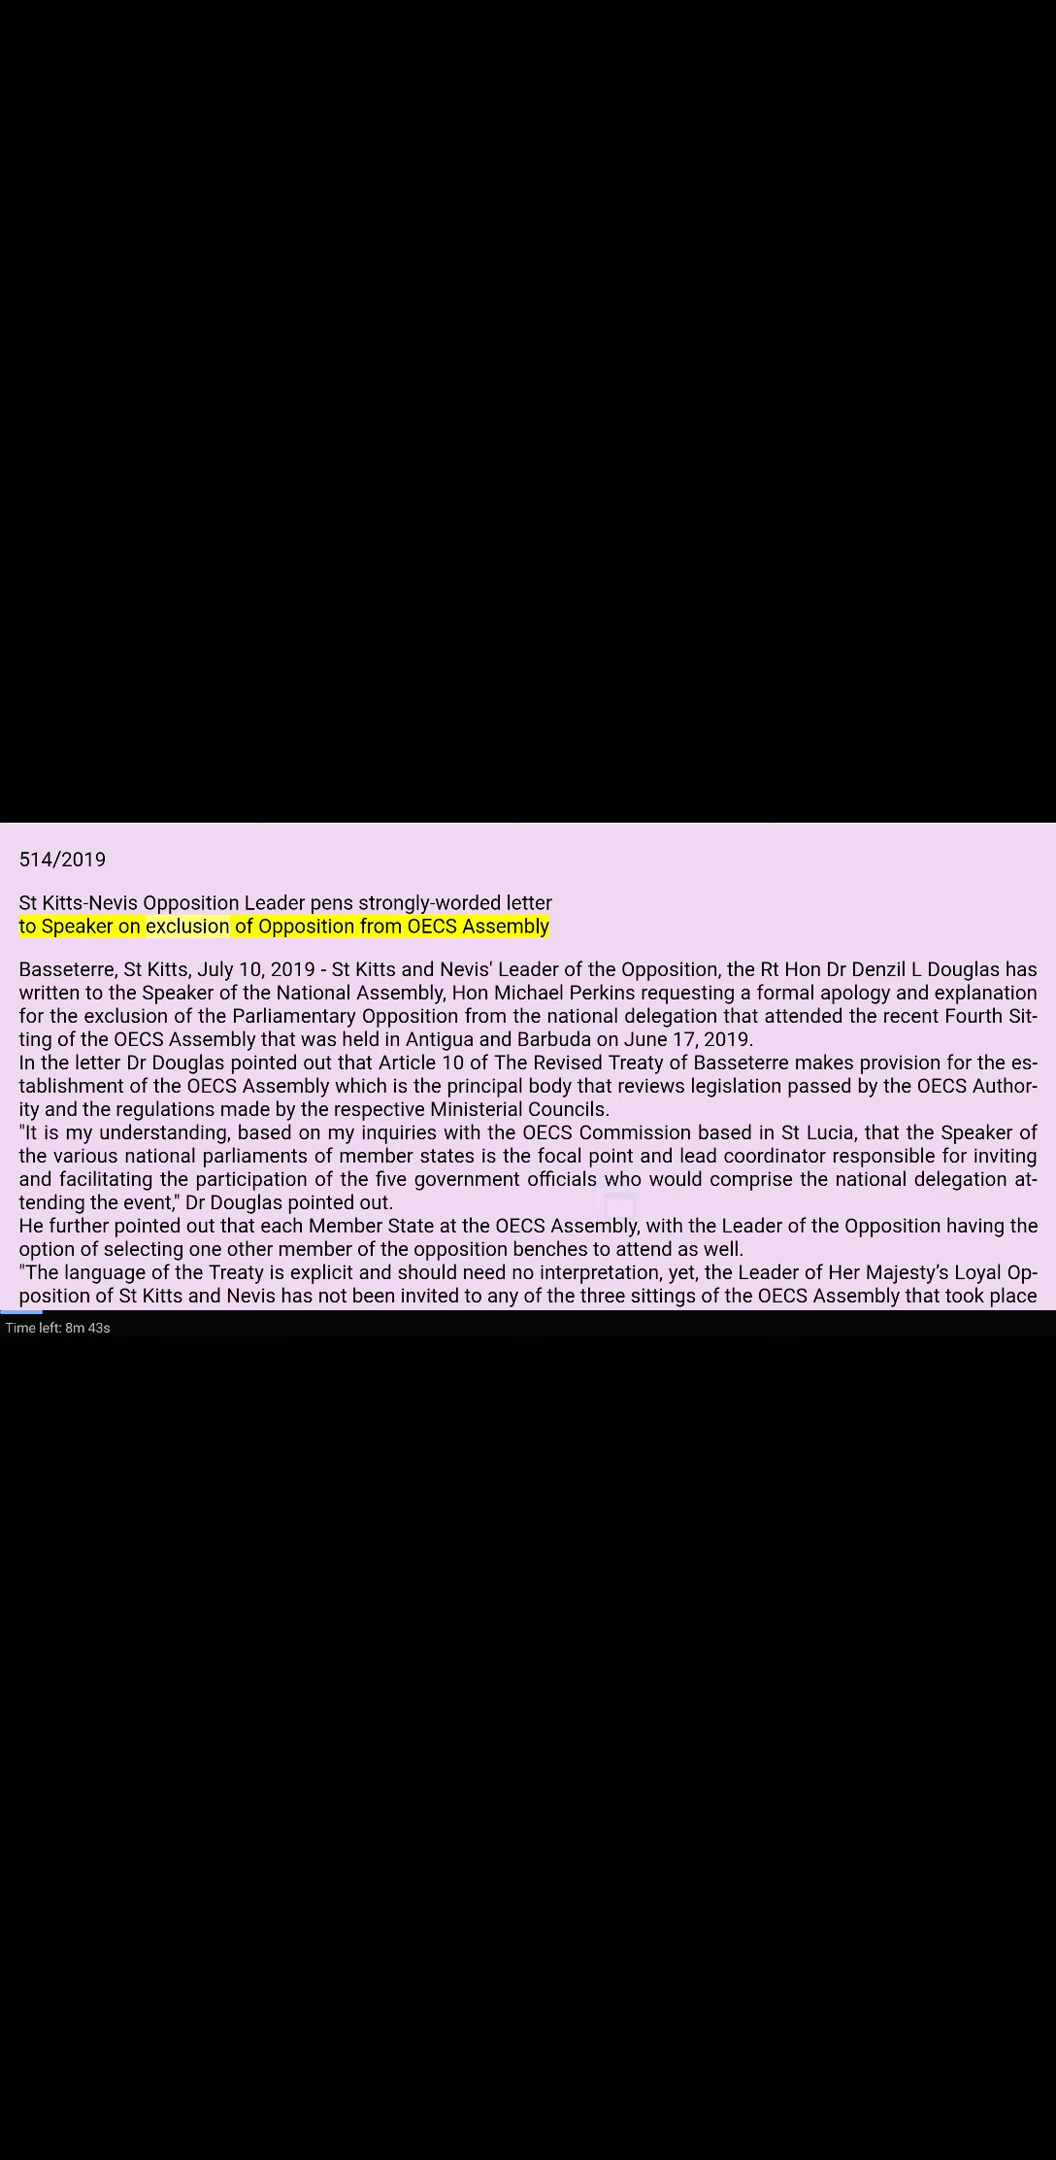 514/2019
St Kitts-Nevis Opposition Leader pens strongly-worded letter
to Speaker on exclusion of Opposition from OECS Assembly
Basseterre, St Kitts, July 10, 2019 - St Kitts and Nevis' Leader of the Opposition, the Rt Hon Dr Denzil L Douglas has
written to the Speaker of the National Assembly, Hon Michael Perkins requesting a formal apology and explanation
for the exclusion of the Parliamentary Opposition from the national delegation that attended the recent Fourth Sit-
ting of the OECS Assembly that was held in Antigua and Barbuda on June 17, 2019.
In the letter Dr Douglas pointed out that Article 10 of The Revised Treaty of Basseterre makes provision for the es-
tablishment of the OECS Assembly which is the principal body that reviews legislation passed by the OECS Author-
ity and the regulations made by the respective Ministerial Councils.
"It is my understanding, based on my inquiries with the OECS Commission based in St Lucia, that the Speaker of
the various national parliaments of member states is the focal point and lead coordinator responsible for inviting
and facilitating the participation of the five government officials who would comprise the national delegation at-
tending the event," Dr Douglas pointed out.
He further pointed out that each Member State at the OECS Assembly, with the Leader of the Opposition having the
option of selecting one other member of the opposition benches to attend as well.
"The language of the Treaty is explicit and should need no interpretation, yet, the Leader of Her Majesty’s Loyal Op-
position of St Kitts and Nevis has not been invited to any of the three sittings of the OECS Assembly that took place
Time left: 8m 43s